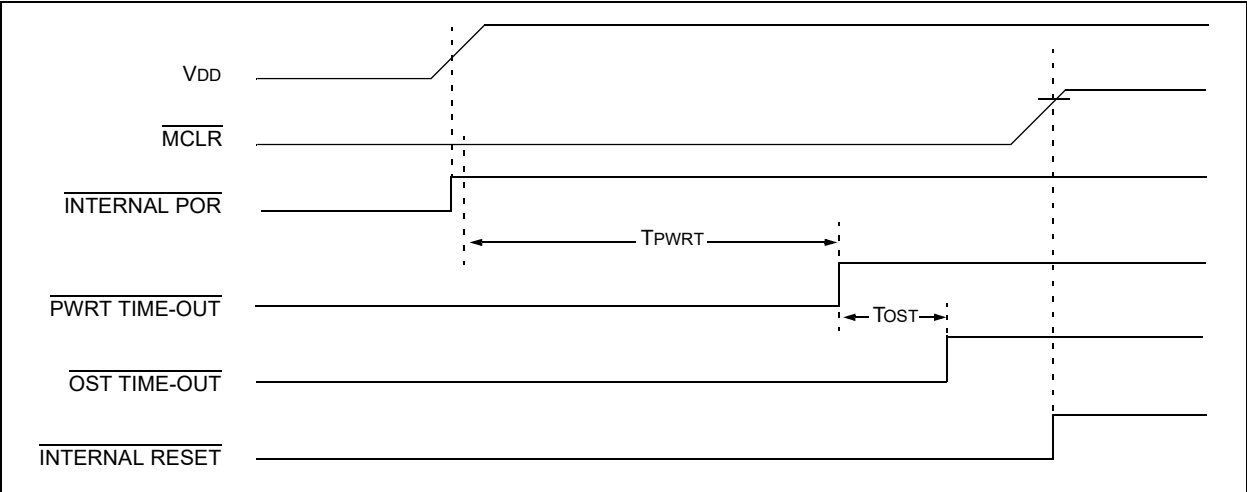 VDD
MCLR
INTERNAL POR
TPWRT
PWRT TIME-OUT
TOST
OST TIME-OUT
INTERNAL RESET